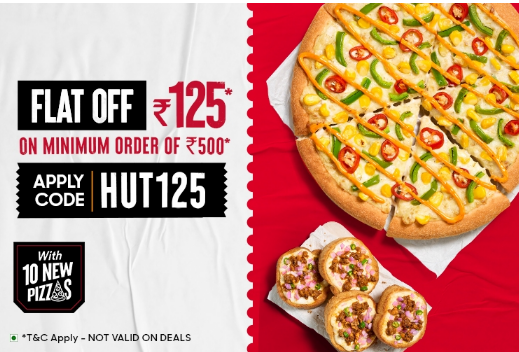 FLAT OFF ₹125*
ON MINIMUM ORDER OF ₹500*
APPLY CODE HUT125
With
10 NEW
PIZZAS
*T&C Apply - NOT VALID ON DEALS